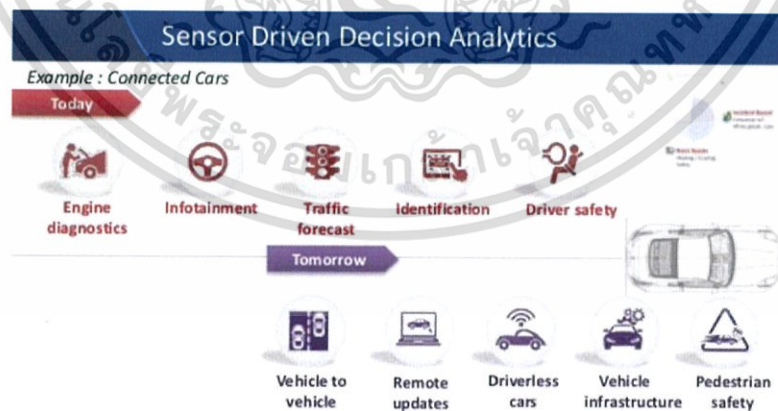 Sensor Driven Decision Analytics
Example : Connected Cars
Today
Engine
diagnostics
Infotainment
Traffic
forecast
Identification
Driver safety
Tomorrow
Vehicle to
vehicle
Remote
updates
Driverless
cars
Vehicle
infrastructure
Pedestrian
safety